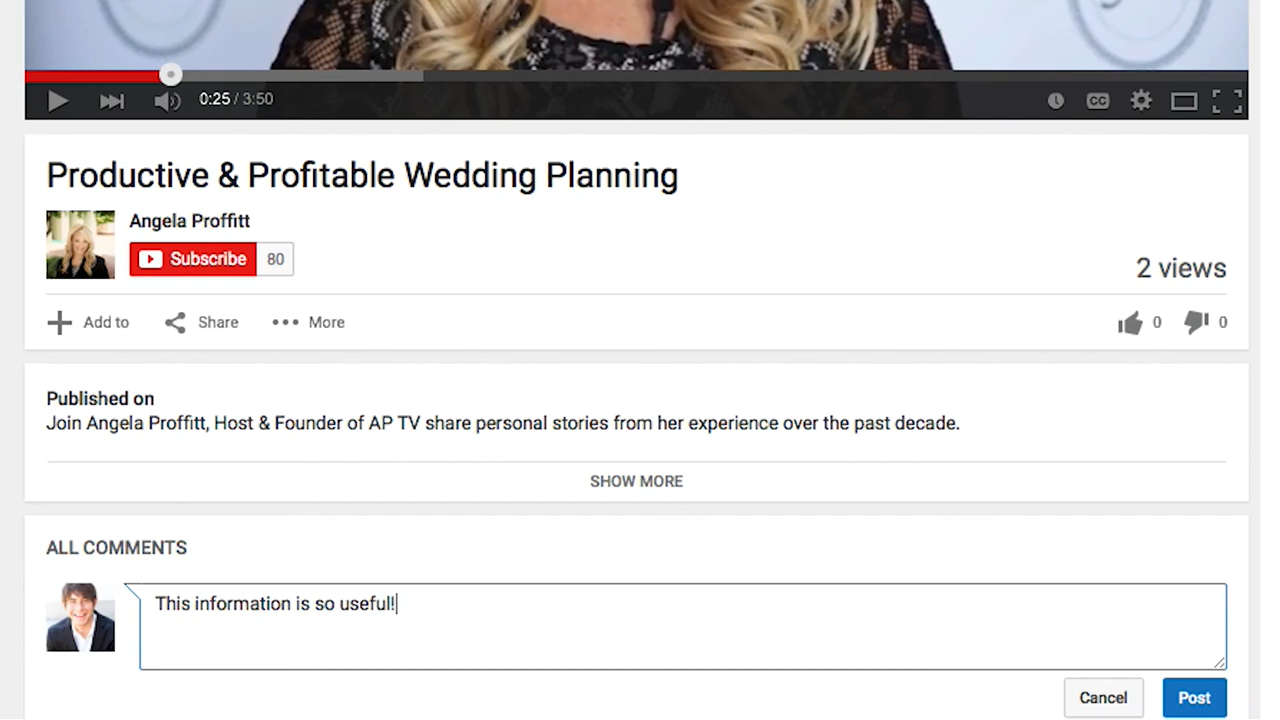 0:25 / 3:50
CC
Productive & Profitable Wedding Planning
Angela Proffitt
Subscribe 80
2 views
Add to Share More 0 0
Published on
Join Angela Proffitt, Host & Founder of AP TV share personal stories from her experience over the past decade.
SHOW MORE
ALL COMMENTS
This information is so useful!
Cancel Post